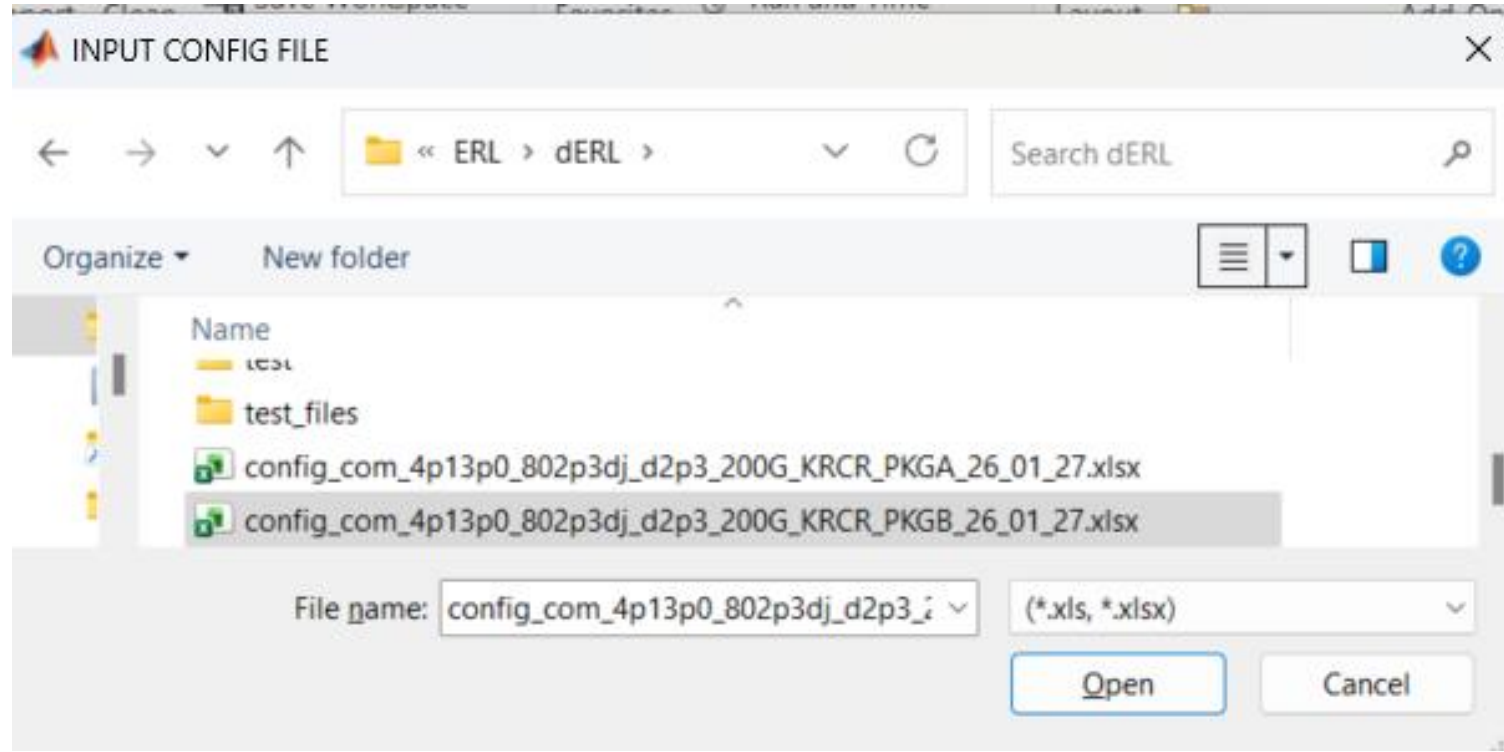 INPUT CONFIG FILE
« ERL > dERL >
Search dERL
Organize
New folder
Name
test
test_files
config_com_4p13p0_802p3dj_d2p3_200G_KRCR_PKGA_26_01_27.xlsx
config_com_4p13p0_802p3dj_d2p3_200G_KRCR_PKGB_26_01_27.xlsx
File name: config_com_4p13p0_802p3dj_d2p3_
(*.xls, *.xlsx)
Open
Cancel